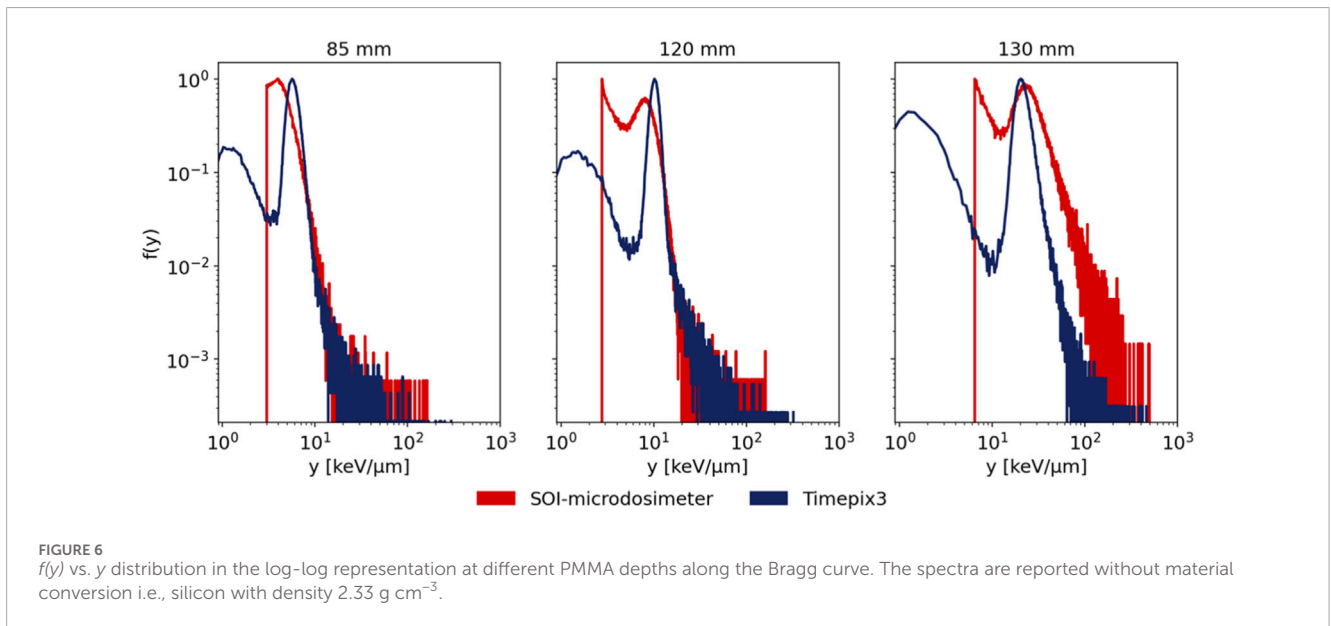 85 mm 120 mm 130 mm
10⁰
10⁻¹
10⁻²
10⁻³
f(y)
10⁰ 10¹ 10² 10³ 10⁰ 10¹ 10² 10³ 10⁰ 10¹ 10² 10³
y [keV/μm] y [keV/μm] y [keV/μm]
SOI-microdosimeter Timepix3
FIGURE 6
f(y) vs. y distribution in the log-log representation at different PMMA depths along the Bragg curve. The spectra are reported without material
conversion i.e., silicon with density 2.33 g cm⁻³.